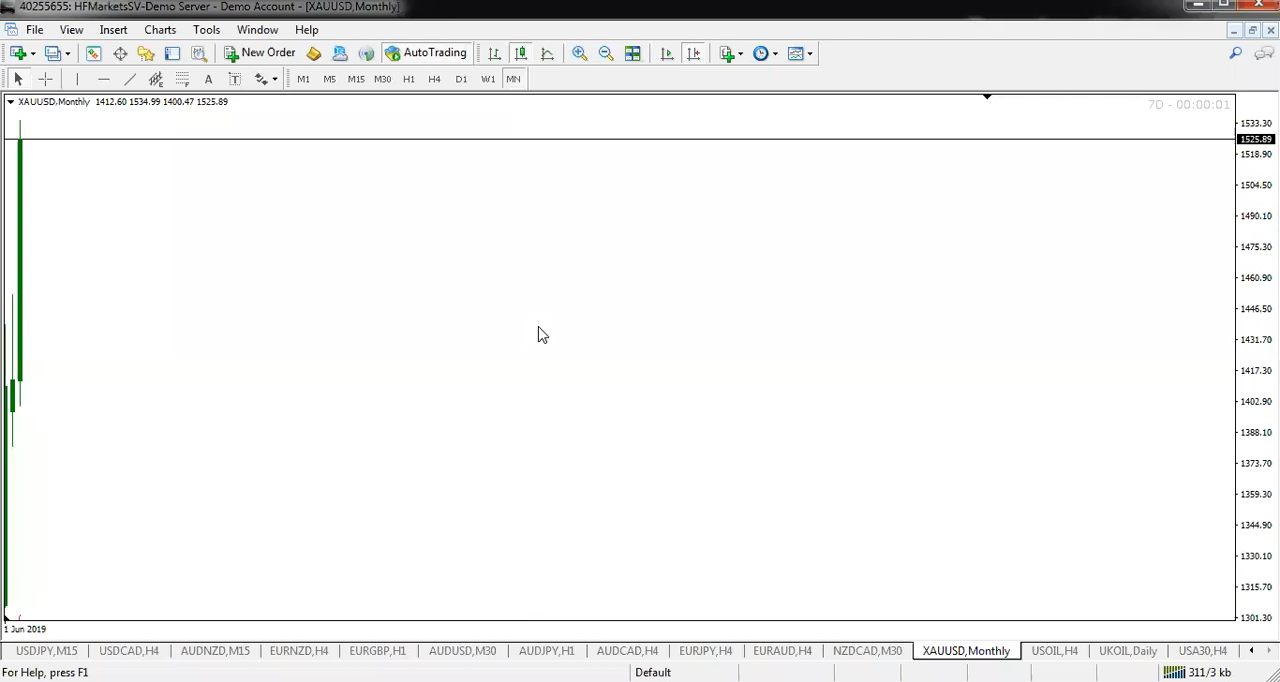 40255655: HFMarketsSV-Demo Server - Demo Account - [XAUUSD,Monthly]
File View Insert Charts Tools Window Help
New Order AutoTrading
A T M1 M5 M15 M30 H1 H4 D1 W1 MN
XAUUSD,Monthly 1412.60 1534.99 1400.47 1525.89
7D - 00:00:01
1533.30
1525.89
1518.90
1504.50
1490.10
1475.30
1460.90
1446.50
1431.70
1417.30
1402.90
1388.10
1373.70
1359.30
1344.90
1330.10
1315.70
1301.30
1 Jun 2019
USDJPY,M15 USDCAD,H4 AUDNZD,M15 EURNZD,H4 EURGBP,H1 AUDUSD,M30 AUDJPY,H1 AUDCAD,H4 EURJPY,H4 EURAUD,H4 NZDCAD,M30 XAUUSD,Monthly USOIL,H4 UKOIL,Daily USA30,H4
For Help, press F1 Default 311/3 kb